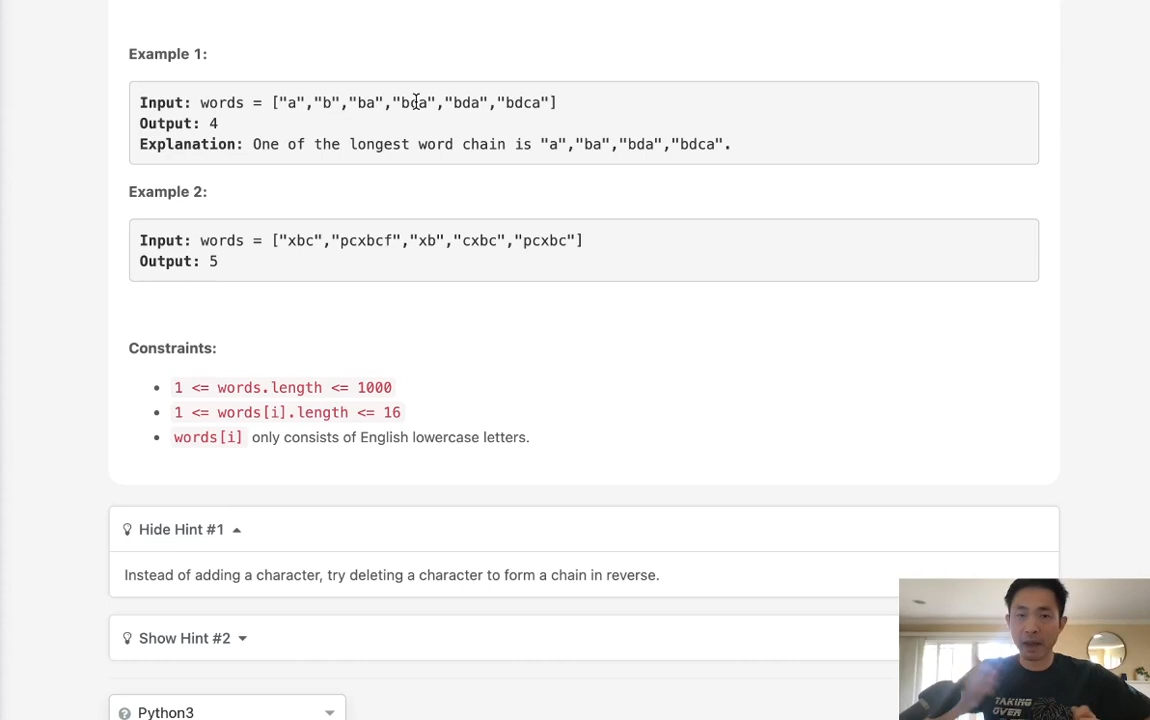 Example 1:
Input: words = ["a","b","ba","bca","bda","bdca"]
Output: 4
Explanation: One of the longest word chain is "a","ba","bda","bdca".
Example 2:
Input: words = ["xbc","pcxbcf","xb","cxbc","pcxbc"]
Output: 5
Constraints:
1 <= words.length <= 1000
1 <= words[i].length <= 16
words[i] only consists of English lowercase letters.
Hide Hint #1
Instead of adding a character, try deleting a character to form a chain in reverse.
Show Hint #2
Python3
TAKING
OVER